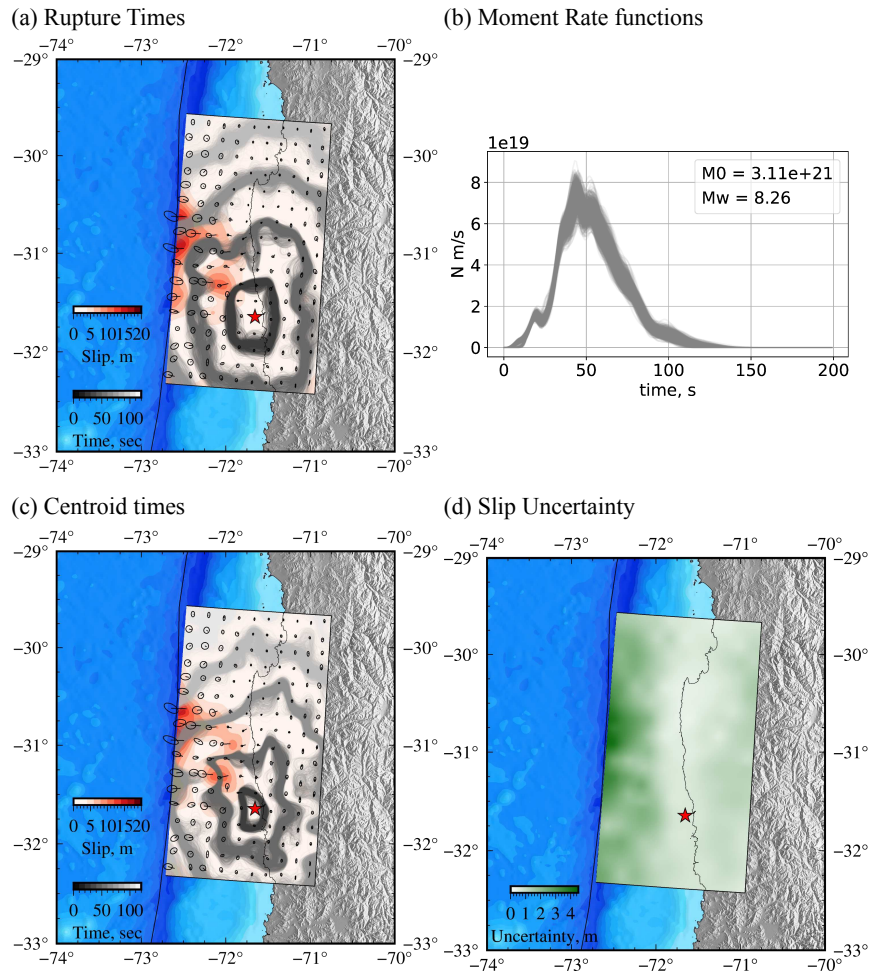 (a) Rupture Times
(b) Moment Rate functions
−74° −73° −72° −71° −70°
−29° −29°
−30° −30°
−31° −31°
−32° −32°
−33° −33°
−74° −73° −72° −71° −70°
0 5 101520
Slip, m
0 50 100
Time, sec
1e19
M0 = 3.11e+21
Mw = 8.26
8
6
4
2
0
N m/s
0 50 100 150 200
time, s
(c) Centroid times
(d) Slip Uncertainty
−74° −73° −72° −71° −70°
−29° −29°
−30° −30°
−31° −31°
−32° −32°
−33° −33°
−74° −73° −72° −71° −70°
0 5 101520
Slip, m
0 50 100
Time, sec
−74° −73° −72° −71° −70°
−29° −29°
−30° −30°
−31° −31°
−32° −32°
−33° −33°
−74° −73° −72° −71° −70°
0 1 2 3 4
Uncertainty, m